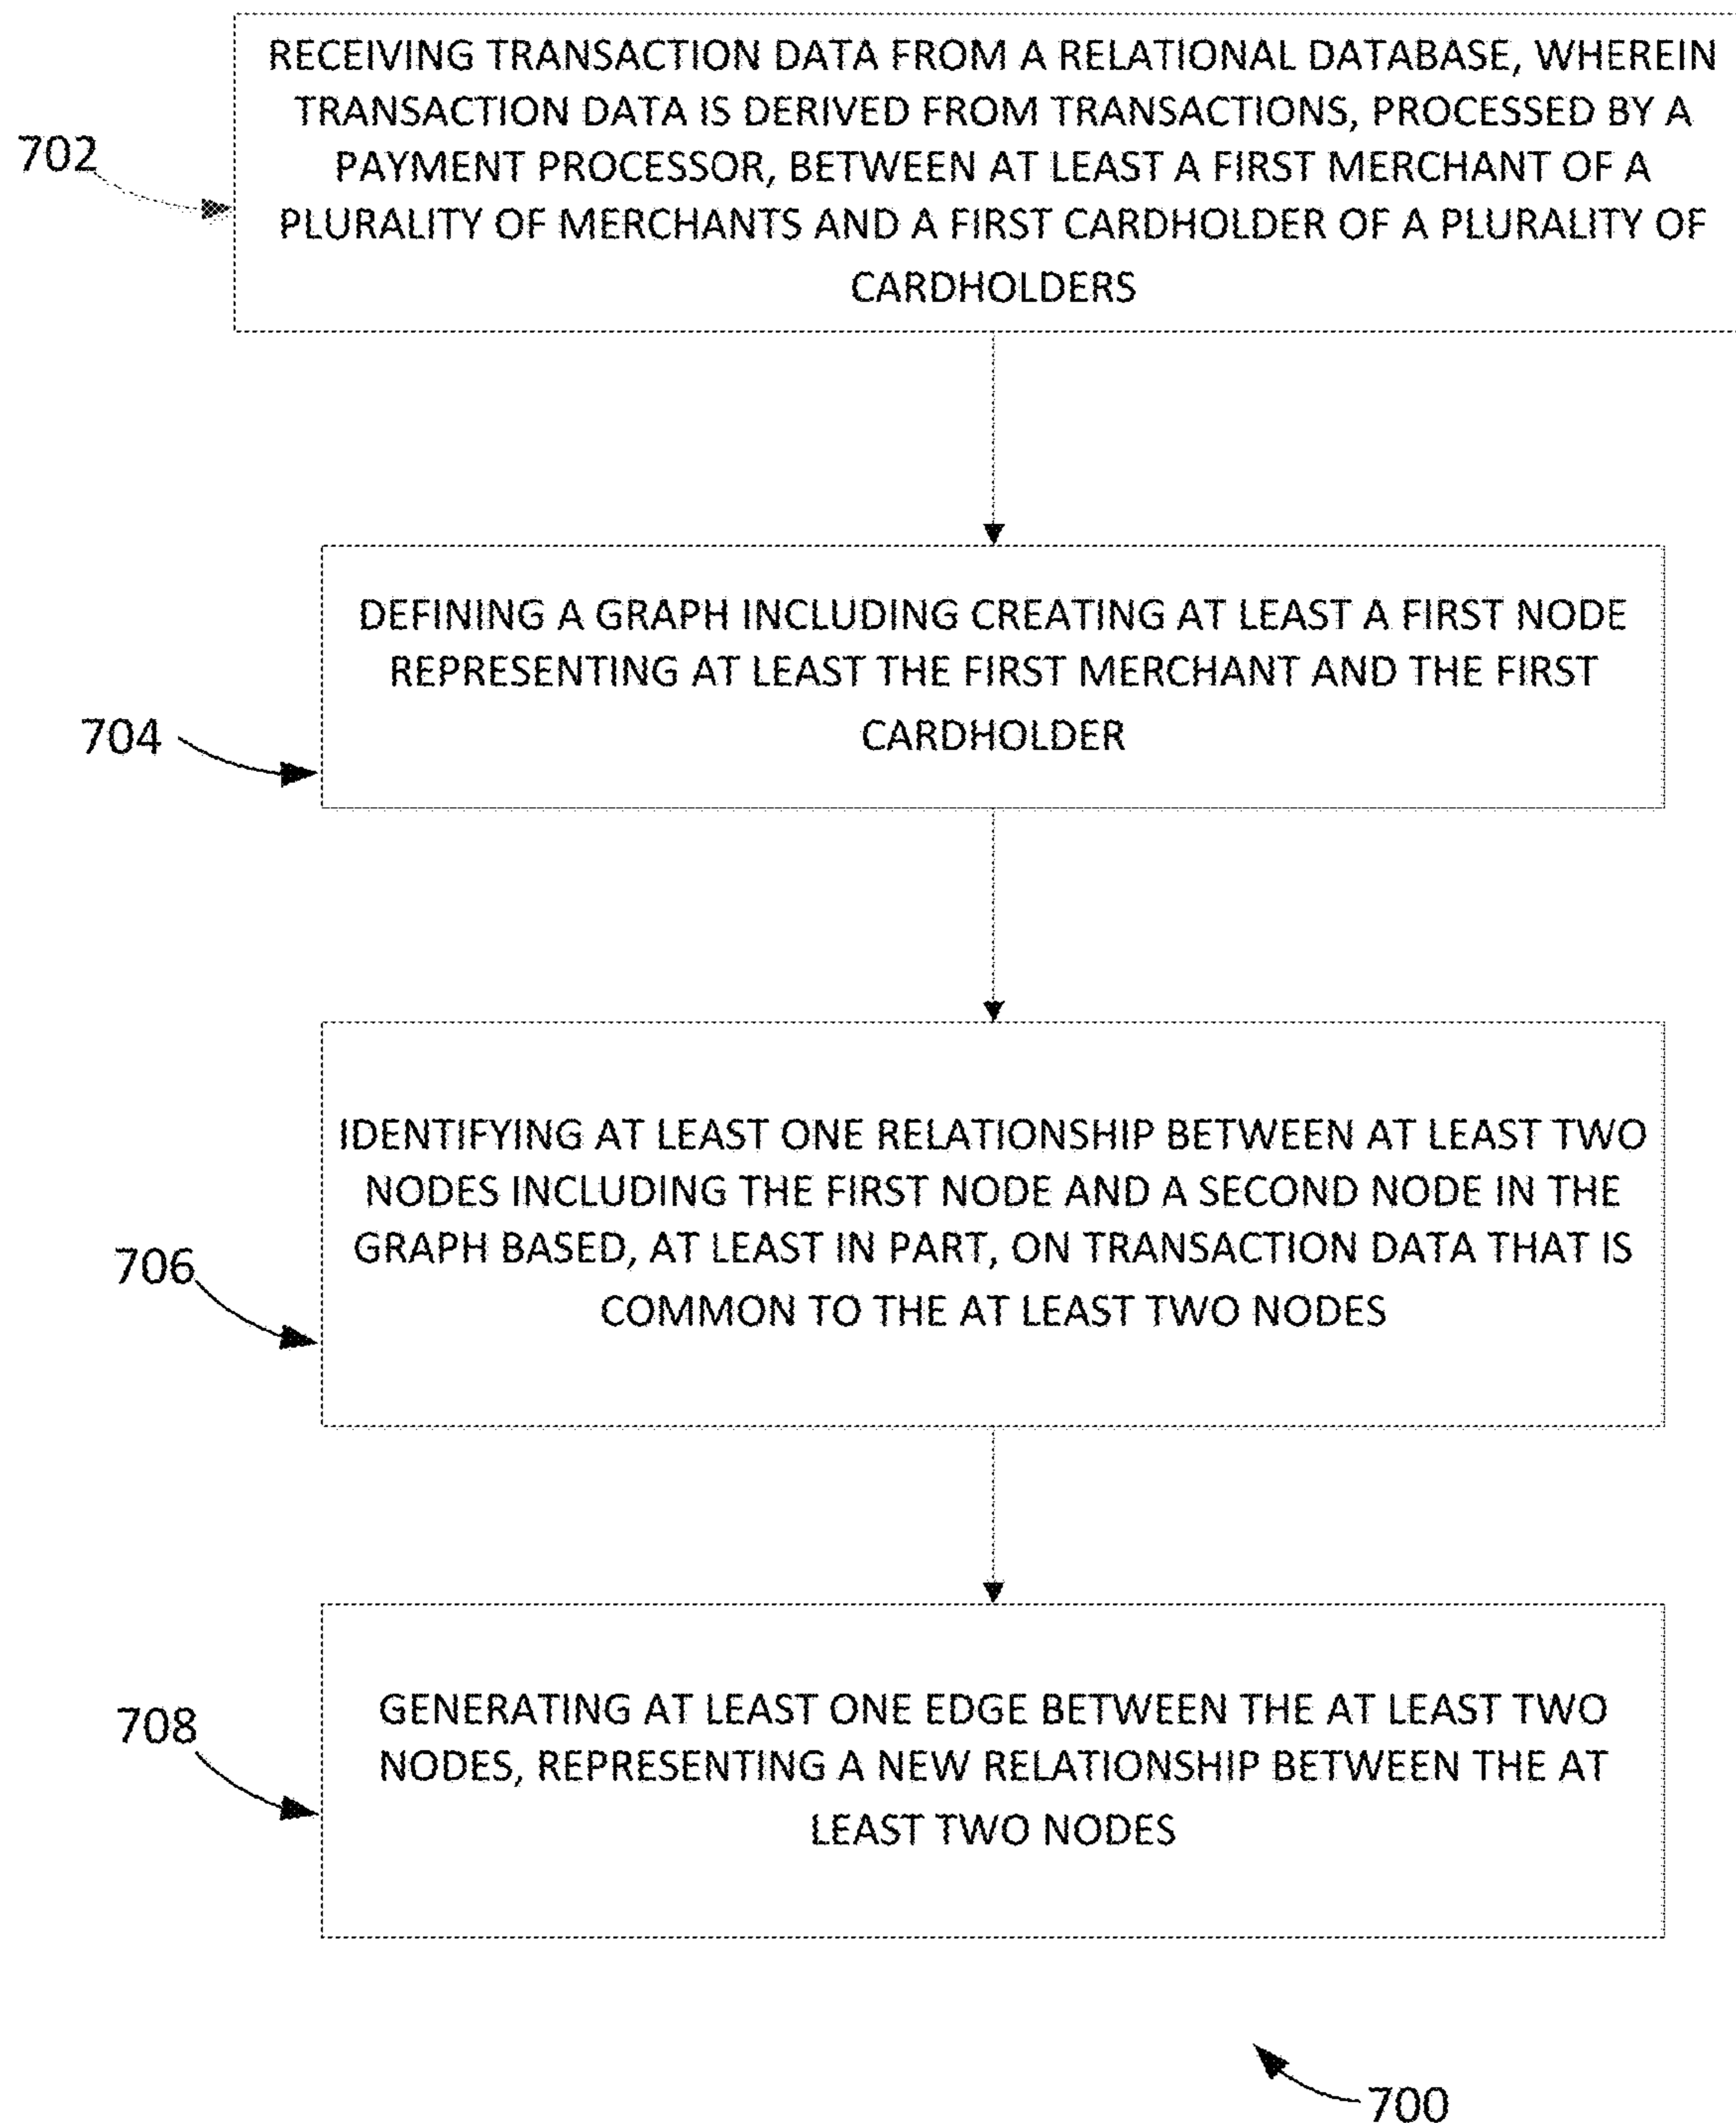 RECEIVING TRANSACTION DATA FROM A RELATIONAL DATABASE, WHEREIN
TRANSACTION DATA IS DERIVED FROM TRANSACTIONS, PROCESSED BY A
PAYMENT PROCESSOR, BETWEEN AT LEAST A FIRST MERCHANT OF A
PLURALITY OF MERCHANTS AND A FIRST CARDHOLDER OF A PLURALITY OF
CARDHOLDERS
702
DEFINING A GRAPH INCLUDING CREATING AT LEAST A FIRST NODE
REPRESENTING AT LEAST THE FIRST MERCHANT AND THE FIRST
CARDHOLDER
704
IDENTIFYING AT LEAST ONE RELATIONSHIP BETWEEN AT LEAST TWO
NODES INCLUDING THE FIRST NODE AND A SECOND NODE IN THE
GRAPH BASED, AT LEAST IN PART, ON TRANSACTION DATA THAT IS
COMMON TO THE AT LEAST TWO NODES
706
GENERATING AT LEAST ONE EDGE BETWEEN THE AT LEAST TWO
NODES, REPRESENTING A NEW RELATIONSHIP BETWEEN THE AT
LEAST TWO NODES
708
700